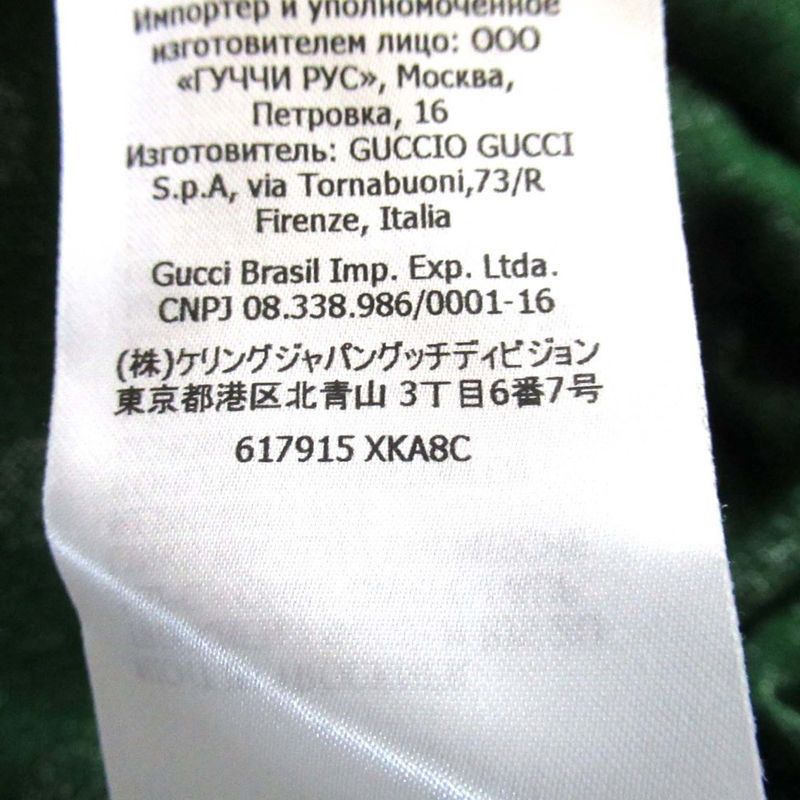 Импортер и уполномоченное
изготовителем лицо: ООО
«ГУЧЧИ РУС», Москва,
Петровка, 16
Изготовитель: GUCCIO GUCCI
S.p.A, via Tornabuoni,73/R
Firenze, Italia
Gucci Brasil Imp. Exp. Ltda.
CNPJ 08.338.986/0001-16
(株)ケリングジャパングッチディビジョン
東京都港区北青山 3丁目6番7号
617915 XKA8C